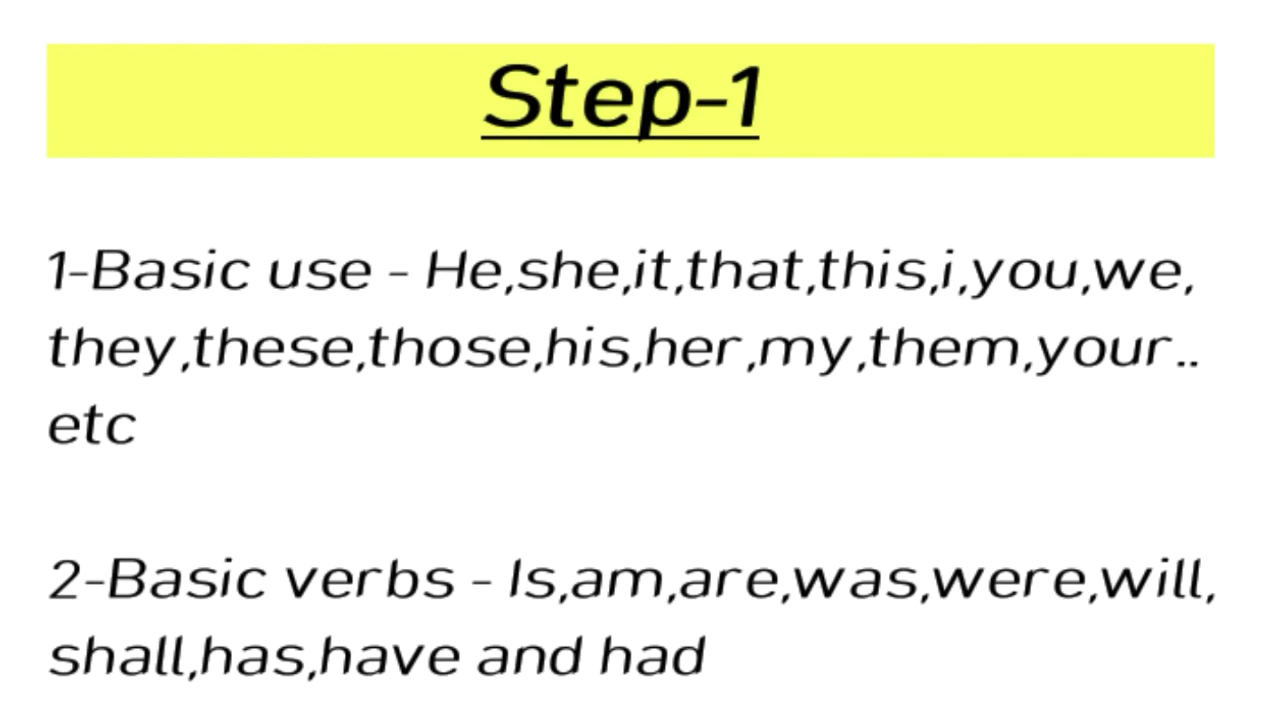 Step-1
1-Basic use - He,she,it,that,this,i,you,we,
they,these,those,his,her,my,them,your..
etc
2-Basic verbs - Is,am,are,was,were,will,
shall,has,have and had